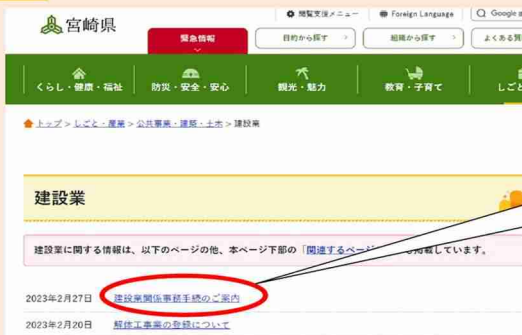 宮崎県
閲覧支援メニュー
Foreign Language
Google
緊急情報
目的から探す
組織から探す
よくある質
くらし・健康・福祉
防災・安全・安心
観光・魅力
教育・子育て
しごと
トップ > しごと・産業 > 公共事業・建築・土木 > 建設業
建設業
建設業に関する情報は、以下のページの他、本ページ下部の「関連するペ しています。
2023年2月27日 建設業関係事務手続のご案内
2023年2月20日 解体工事業の登録について